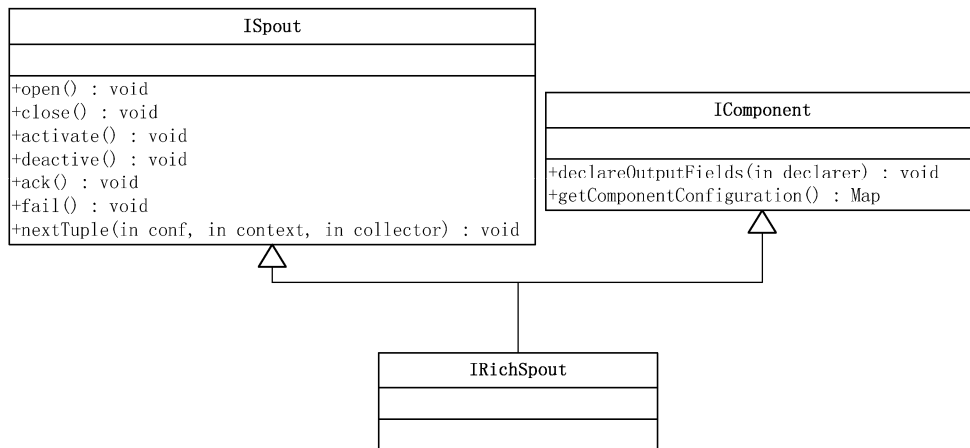 ISpout
+open() : void
+close() : void
+activate() : void
+deactive() : void
+ack() : void
+fail() : void
+nextTuple(in conf, in context, in collector) : void
IComponent
+declareOutputFields(in declarer) : void
+getComponentConfiguration() : Map
IRichSpout